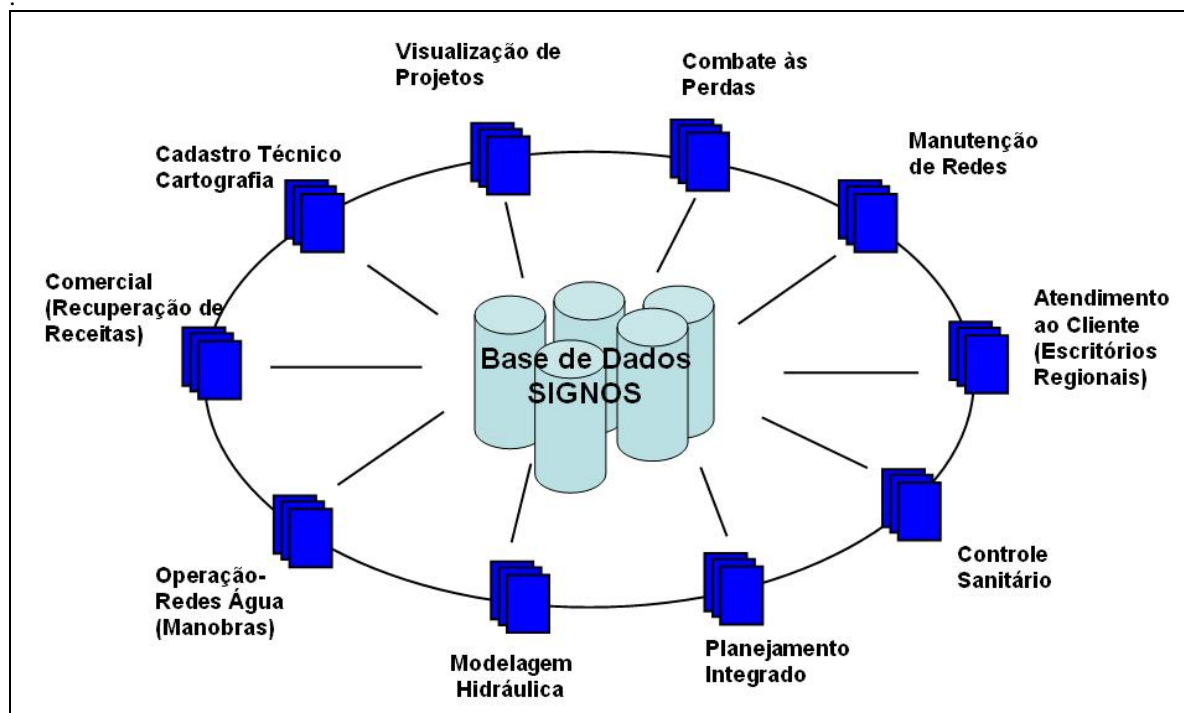 Visualização de
Projetos
Combate às
Perdas
Manutenção
de Redes
Cadastro Técnico
Cartografia
Comercial
(Recuperação de
Receitas)
Atendimento
ao Cliente
(Escritórios
Regionais)
Base de Dados
SIGNOS
Operação-
Redes Água
(Manobras)
Modelagem
Hidráulica
Planejamento
Integrado
Controle
Sanitário